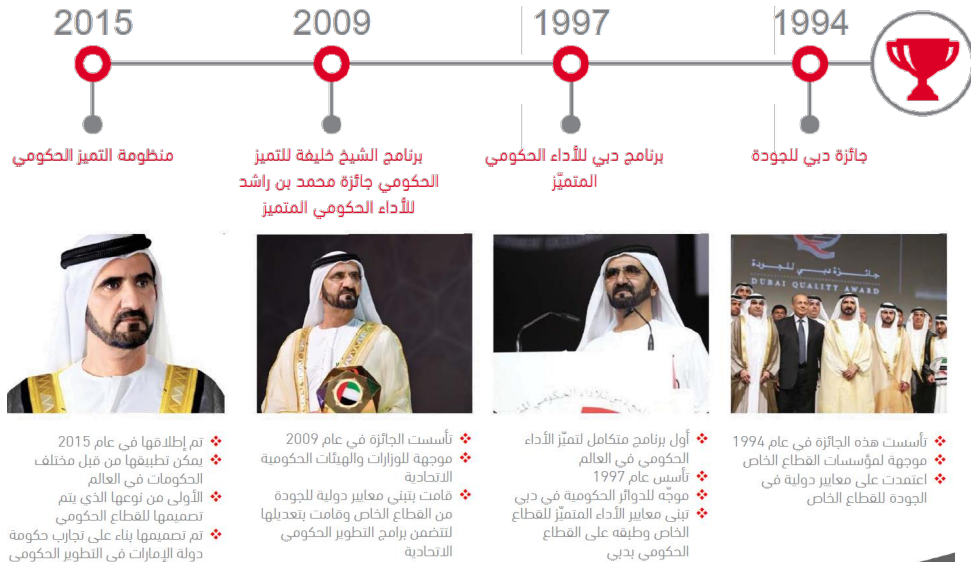 1994
1997
2009
2015
جائزة دبي للجودة
برنامج دبي للأداء الحكومي
المتميّز
برنامج الشيخ خليفة للتميز
الحكومي جائزة محمد بن راشد
للأداء الحكومي المتميز
منظومة التميز الحكومي
جائزة دبي للجودة
DUBAI QUALITY AWARD
تأسست هذه الجائزة في عام 1994
موجهة لمؤسسات القطاع الخاص
اعتمدت على معايير دولية في
الجودة للقطاع الخاص
أول برنامج متكامل لتميّز الأداء
الحكومي في العالم
تأسس عام 1997
موجّه للدوائر الحكومية في دبي
تبنى معايير الأداء المتميّز للقطاع
الخاص وطبقه على القطاع
الحكومي بدبي
تأسست الجائزة في عام 2009
موجهة للوزارات والهيئات الحكومية
الاتحادية
قامت بتبني معايير دولية للجودة
من القطاع الخاص وقامت بتعديلها
لتتضمن برامج التطوير الحكومي
الاتحادية
تم إطلاقها في عام 2015
يمكن تطبيقها من قبل مختلف
الحكومات في العالم
الأولى من نوعها الذي يتم
تصميمها للقطاع الحكومي
تم تصميمها بناء على تجارب حكومة
دولة الإمارات في التطوير الحكومي